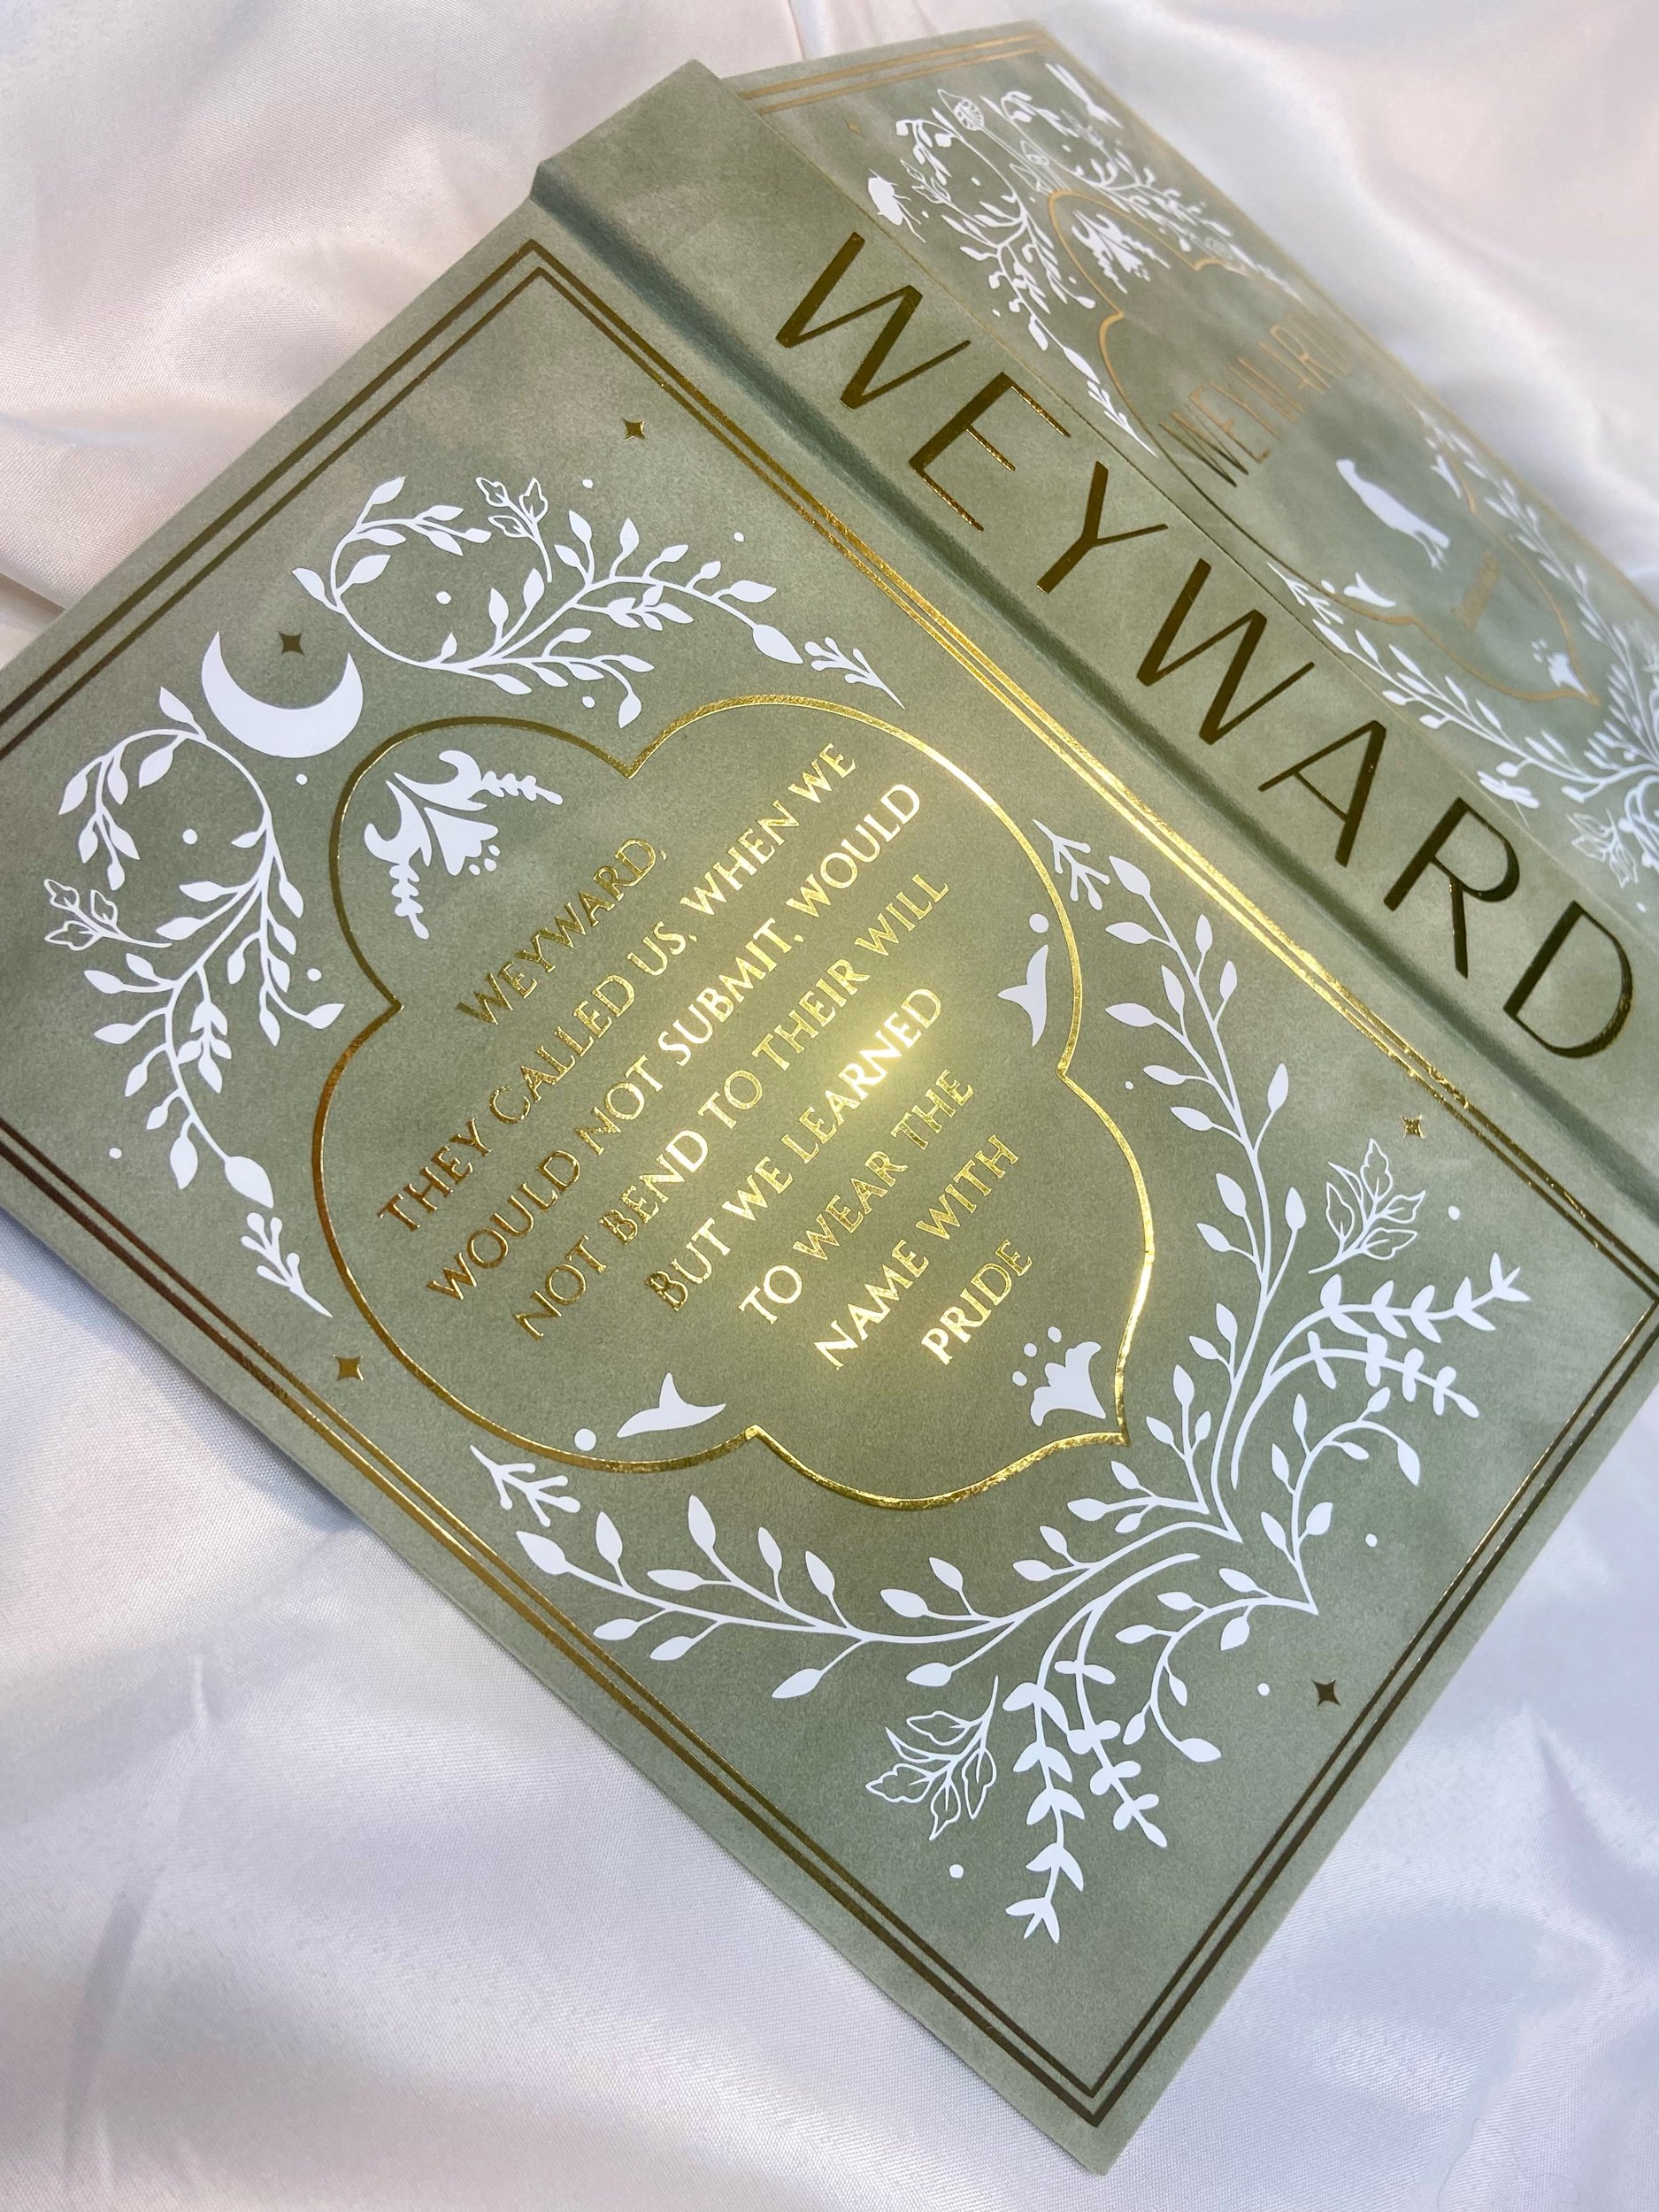 WEYWARD,
THEY CALLED US, WHEN WE
WOULD NOT SUBMIT, WOULD
NOT BEND TO THEIR WILL
BUT WE LEARNED
TO WEAR THE
NAME WITH
PRIDE
WEYWARD
WEYWARD